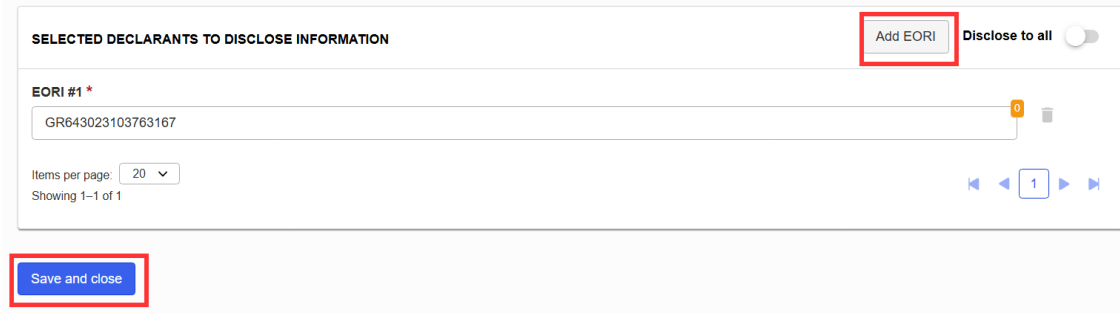 SELECTED DECLARANTS TO DISCLOSE INFORMATION
Add EORI
Disclose to all
EORI #1 *
GR643023103763167
0
Items per page: 20
Showing 1–1 of 1
1
Save and close